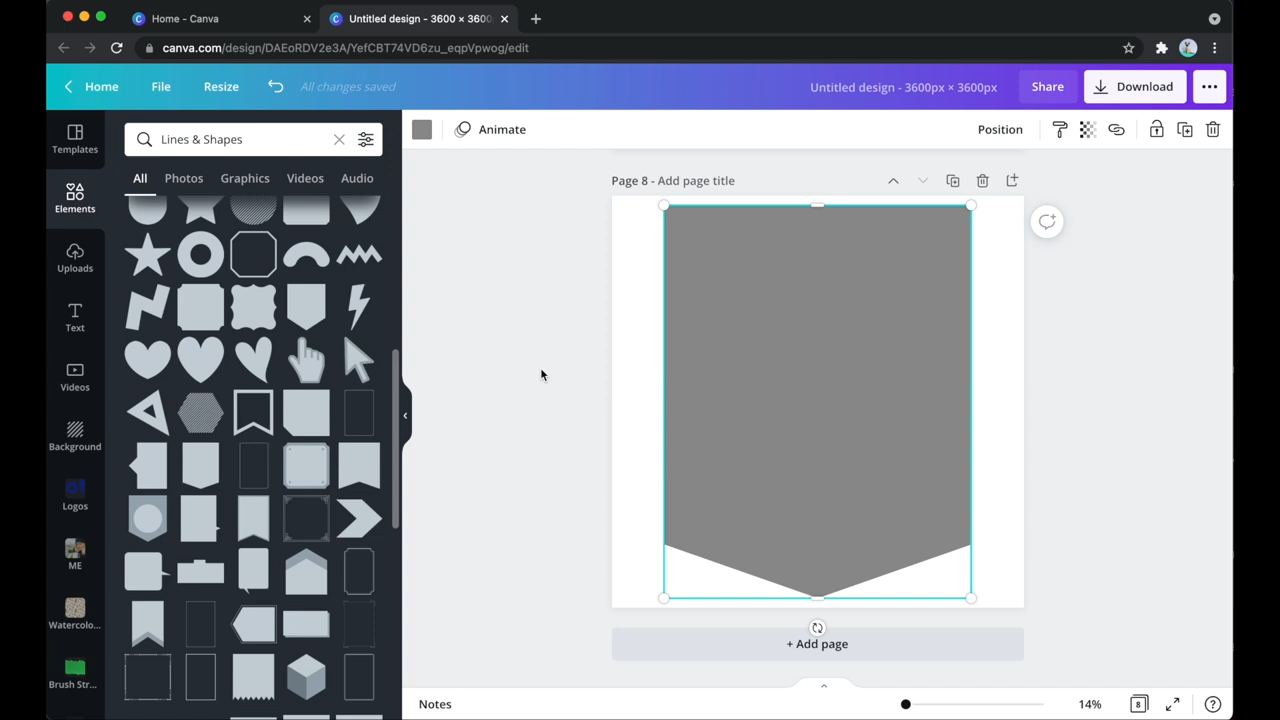 Home - Canva
Untitled design - 3600 × 3600
canva.com/design/DAEoRDV2e3A/YefCBT74VD6zu_eqpVpwog/edit
Home
File
Resize
All changes saved
Untitled design - 3600px × 3600px
Share
Download
Templates
Elements
Uploads
Text
Videos
Background
Logos
ME
Watercolo...
Brush Str...
Lines & Shapes
All
Photos
Graphics
Videos
Audio
Animate
Position
Page 8 - Add page title
+ Add page
Notes
14%
8